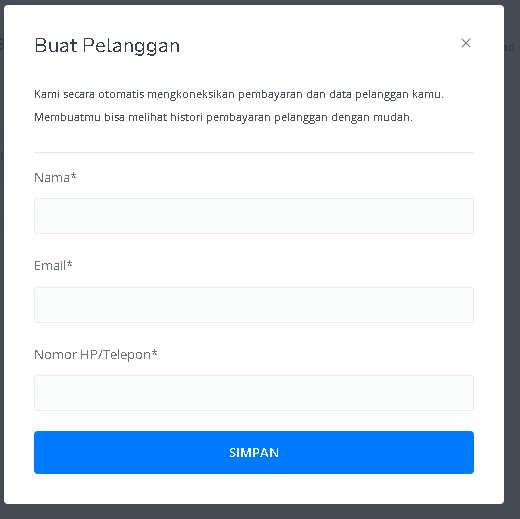 Buat Pelanggan
×
Kami secara otomatis mengkoneksikan pembayaran dan data pelanggan kamu.
Membuatmu bisa melihat histori pembayaran pelanggan dengan mudah.
Nama*
Email*
Nomor HP/Telepon*
SIMPAN